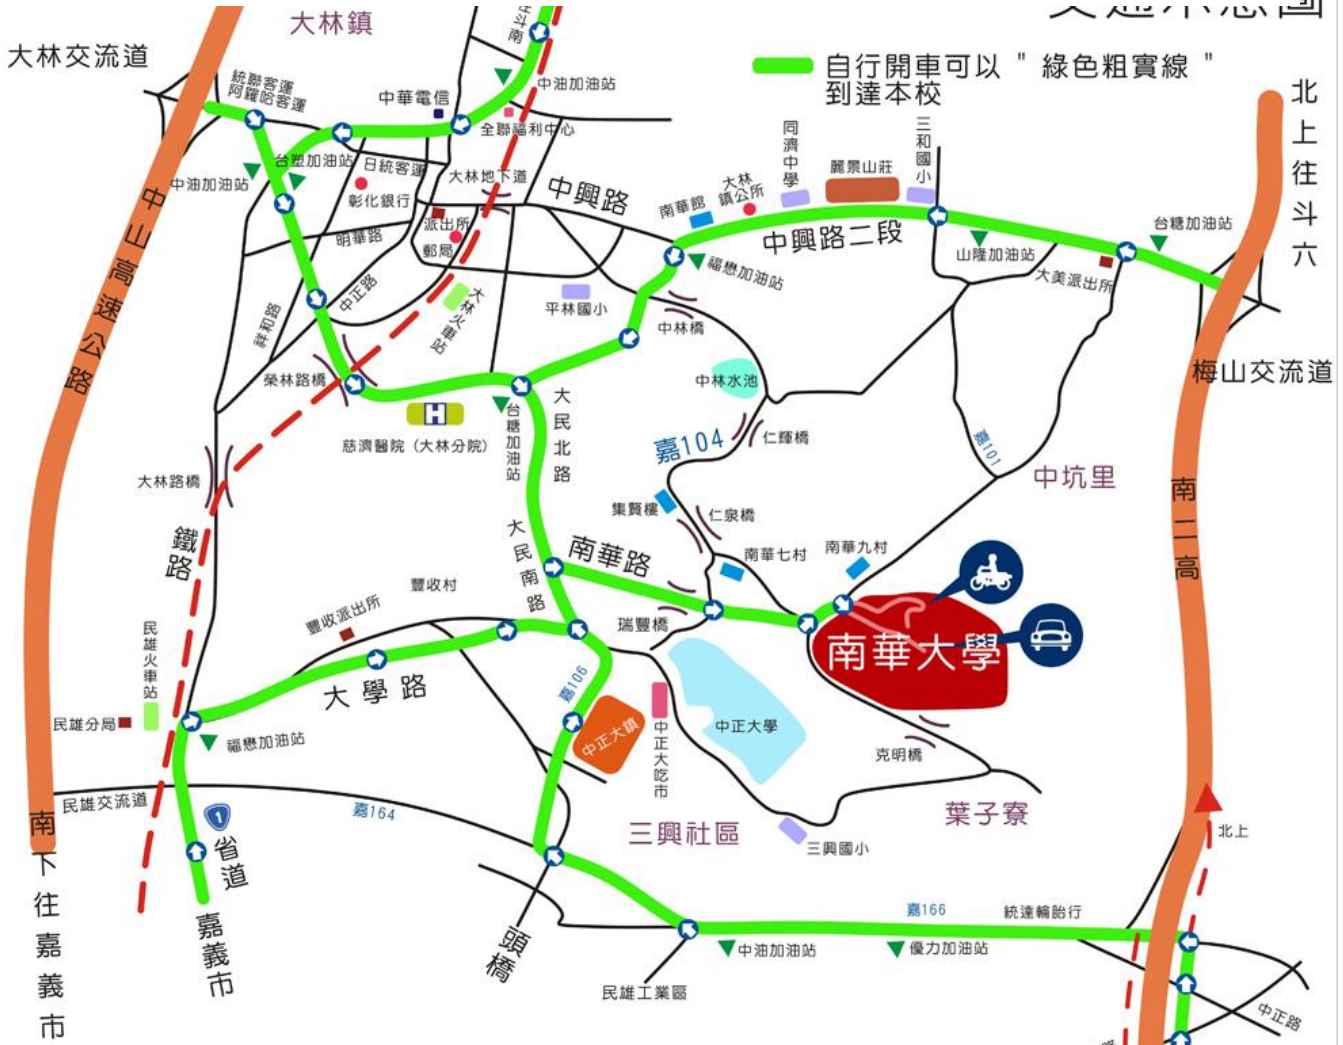 交通示意圖
大林鎮
大林交流道
自行開車可以 " 綠色粗實線 "
到達本校
北上往斗六
統聯客運
阿羅哈客運
中油加油站
中華電信
全聯福利中心
同濟中學
三和國小
麗景山莊
大林
鎮公所
南華館
台塑加油站
日統客運
大林地下道
中興路
中油加油站
彰化銀行
派出所
郵局
明華路
中興路二段
台糖加油站
山隆加油站
大美派出所
福懋加油站
中山高速公路
祥和路
中正路
大林火車站
平林國小
中林橋
梅山交流道
榮林路橋
中林水池
慈濟醫院 (大林分院)
H
台糖加油站
大民北路
嘉104
仁輝橋
嘉101
中坑里
大林路橋
集賢樓
仁泉橋
南二高
鐵路
大民南路
南華路
南華七村
南華九村
豐收村
豐收派出所
瑞豐橋
南華大學
民雄火車站
大學路
嘉106
民雄分局
福懋加油站
中正大鎮
中正大吃市
中正大學
克明橋
民雄交流道
嘉164
三興社區
葉子寮
三興國小
北上
1
省道
南下往嘉義市
嘉義市
頭橋
嘉166
統達輪胎行
中油加油站
優力加油站
民雄工業區
中正路